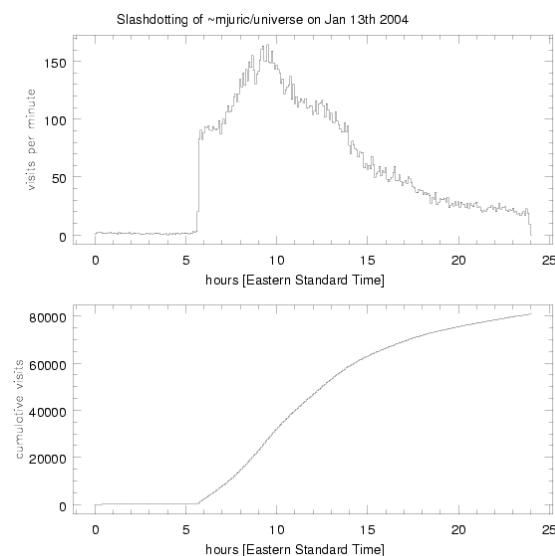 Slashdotting of ~mjuric/universe on Jan 13th 2004
visits per minute
150
100
50
0
0 5 10 15 20 25
hours [Eastern Standard Time]
cumulative visits
80000
60000
40000
20000
0
0 5 10 15 20 25
hours [Eastern Standard Time]